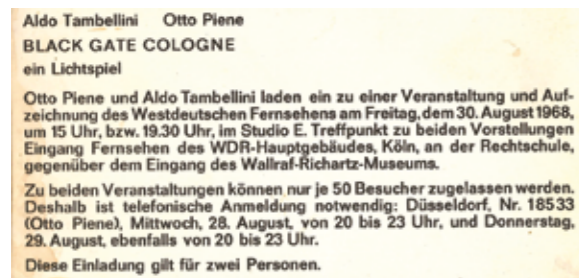 Aldo Tambellini Otto Piene
BLACK GATE COLOGNE
ein Lichtspiel
Otto Piene und Aldo Tambellini laden ein zu einer Veranstaltung und Auf-
zeichnung des Westdeutschen Fernsehens am Freitag, dem 30. August 1968,
um 15 Uhr, bzw. 19.30 Uhr, im Studio E. Treffpunkt zu beiden Vorstellungen
Eingang Fernsehen des WDR-Hauptgebäudes, Köln, an der Rechtschule,
gegenüber dem Eingang des Wallraf-Richartz-Museums.
Zu beiden Veranstaltungen können nur je 50 Besucher zugelassen werden.
Deshalb ist telefonische Anmeldung notwendig: Düsseldorf, Nr. 18533
(Otto Piene), Mittwoch, 28. August, von 20 bis 23 Uhr, und Donnerstag,
29. August, ebenfalls von 20 bis 23 Uhr.
Diese Einladung gilt für zwei Personen.